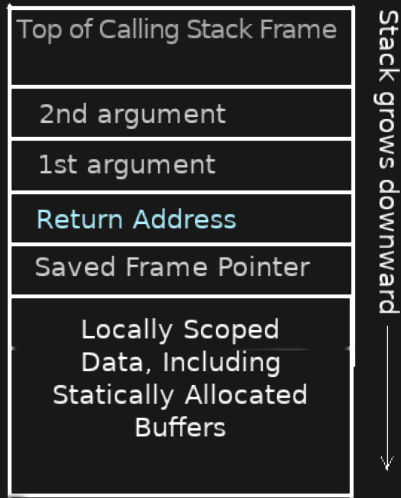 Top of Calling Stack Frame
2nd argument
1st argument
Return Address
Saved Frame Pointer
Locally Scoped
Data, Including
Statically Allocated
Buffers
Stack grows downward